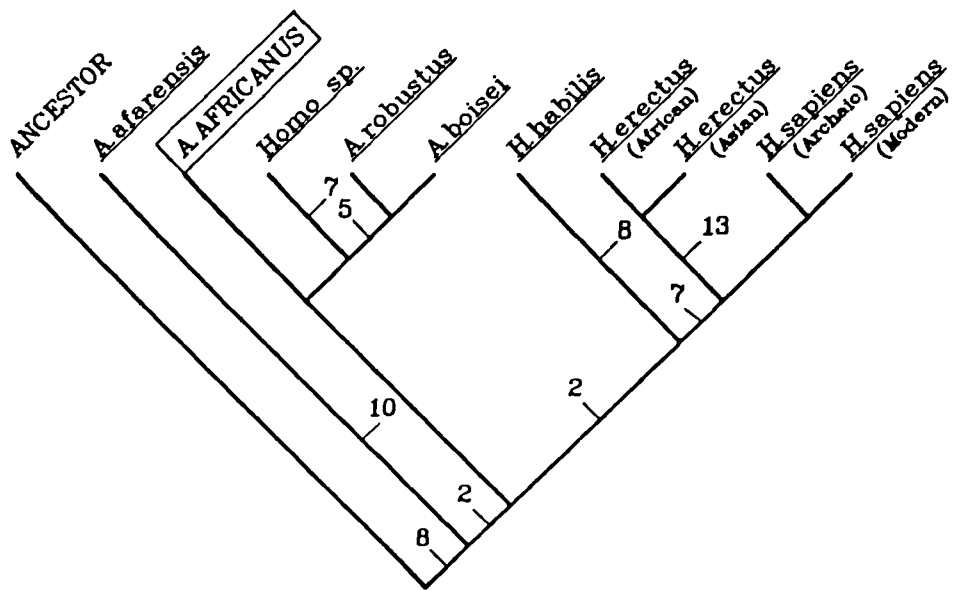 ANCESTOR
A. afarensis
A. AFRICANUS
Homo sp.
A. robustus
A. boisei
H. habilis
H. erectus
(African)
H. erectus
(Asian)
H. sapiens
(Archaic)
H. sapiens
(Modern)
7
5
8
13
7
2
10
2
8